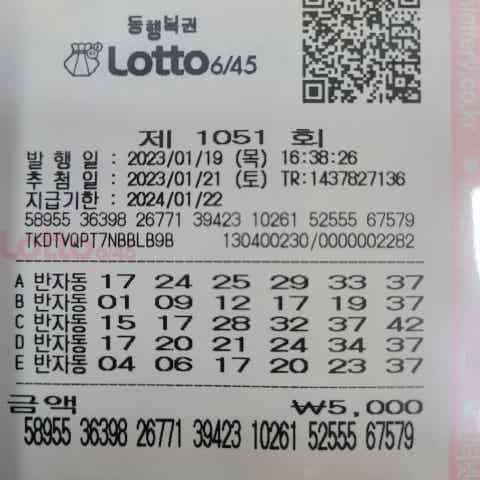 동행복권
Lotto 6/45
제 1051 회
발 행 일 : 2023/01/19 (목) 16:38:26
추 첨 일 : 2023/01/21 (토) TR:1437827136
지급기한 : 2024/01/22
58955 36398 26771 39423 10261 52555 67579
TKDTVQPT7NBBLB9B 130400230/0000002282
A 반자동 17 24 25 29 33 37
B 반자동 01 09 12 17 19 37
C 반자동 15 17 28 32 37 42
D 반자동 17 20 21 24 34 37
E 반자동 04 06 17 20 23 37
금액 ₩5,000
58955 36398 26771 39423 10261 52555 67579